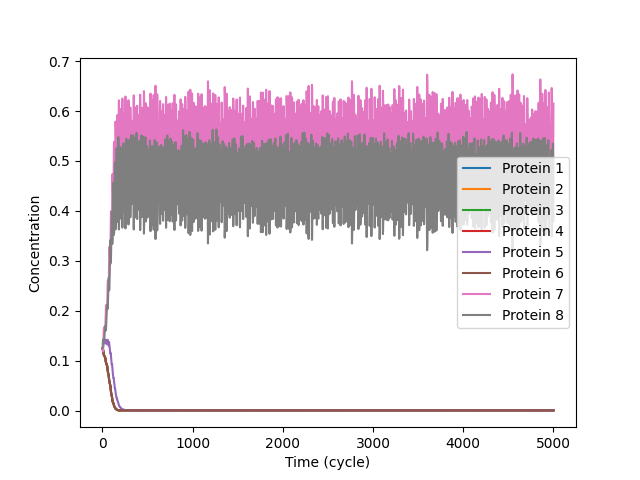 0.7
0.6
0.5
0.4
0.3
0.2
0.1
0.0
Concentration
Protein 1
Protein 2
Protein 3
Protein 4
Protein 5
Protein 6
Protein 7
Protein 8
0 1000 2000 3000 4000 5000
Time (cycle)